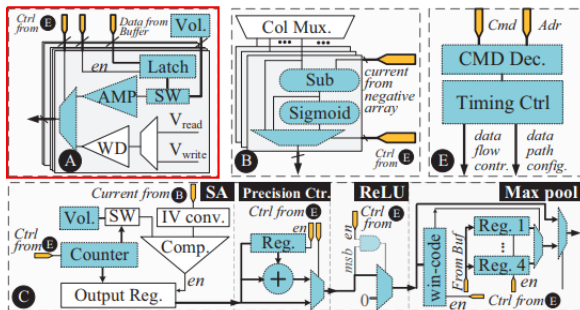 Ctrl from E
Data from Buffer
Vol.
en
Latch
AMP
SW
WD
Vread
Vwrite
A
Col Mux.
Sub
Sigmoid
current from negative array
Ctrl from E
B
Cmd Adr
CMD Dec.
Timing Ctrl
data flow contr.
data path config.
E
Current from B
SA
Vol.
SW
IV conv.
Ctrl from E
Counter
Comp.
en
Output Reg.
C
Precision Ctr.
Ctrl from E
en
Reg.
+
ReLU
Ctrl from E
en
msb
0
Max pool
win-code
From Buf
Reg. 1
Reg. 4
en
en
Ctrl from E